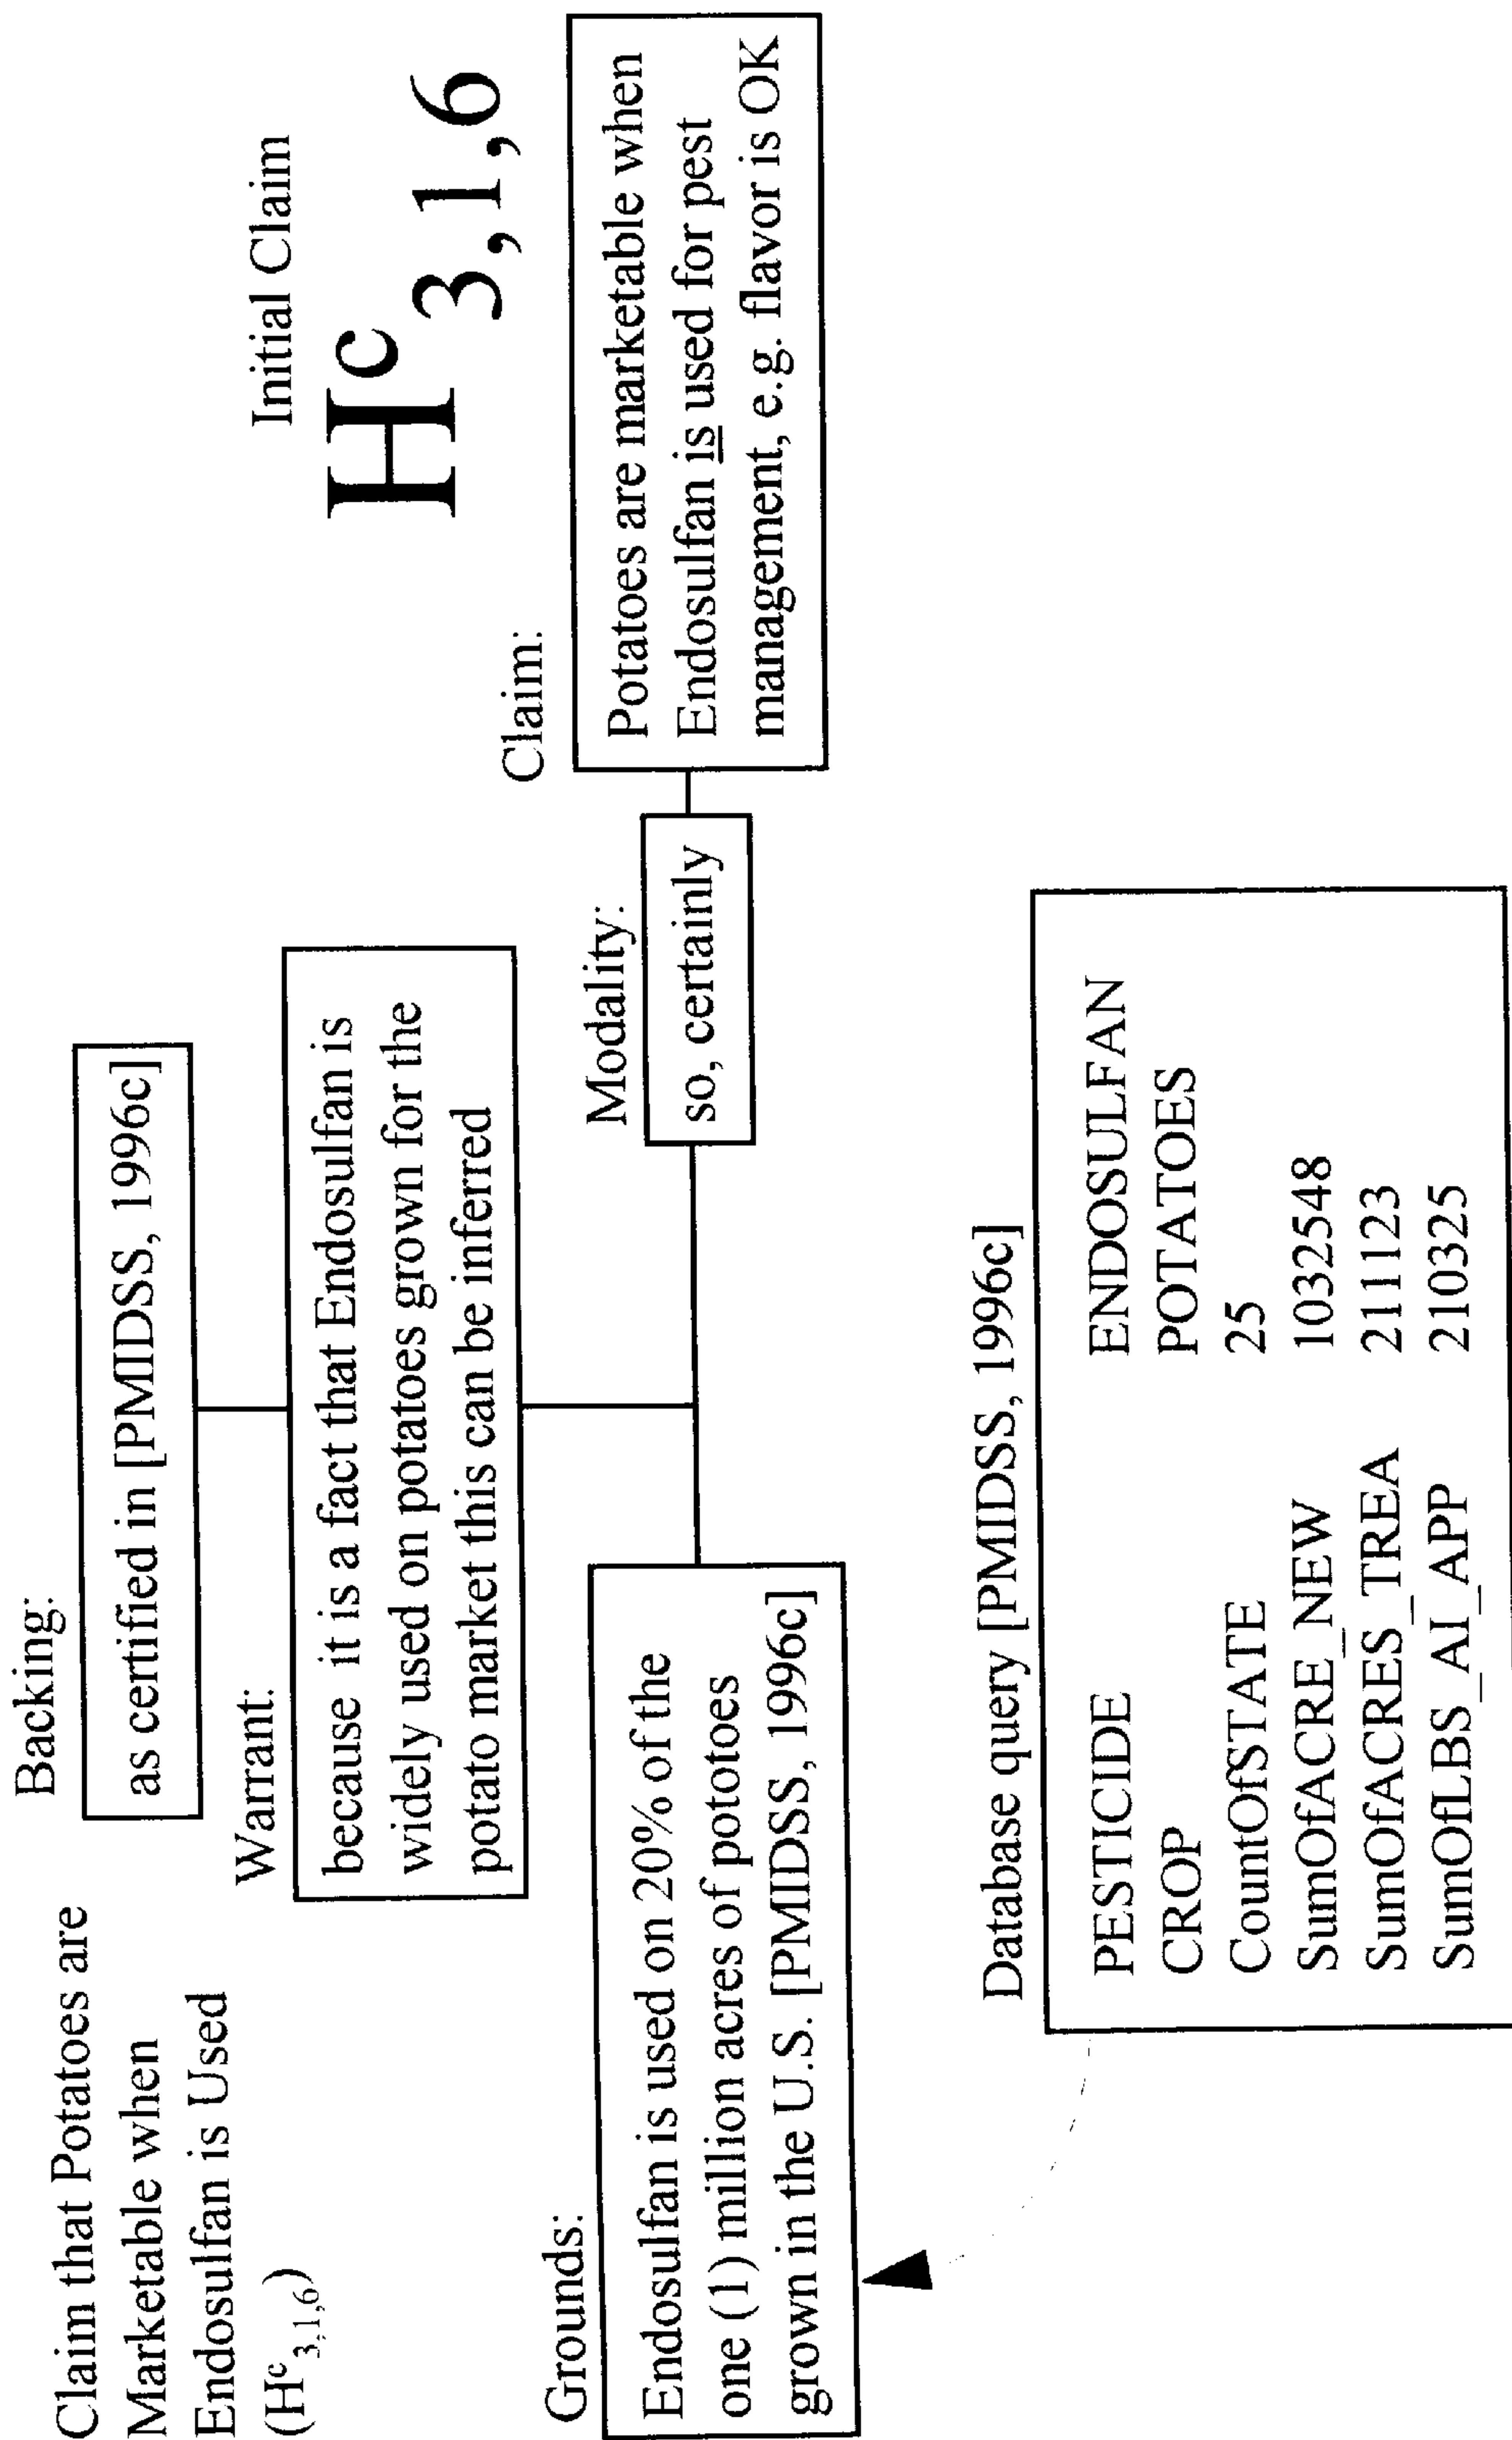 Claim that Potatoes are
Marketable when
Endosulfan is Used
(Hᶜ₃,₁,₆)
Backing:
as certified in [PMIDSS, 1996c]
Warrant:
because it is a fact that Endosulfan is
widely used on potatoes grown for the
potato market this can be inferred
Initial Claim
Hᶜ₃,₁,₆
Grounds:
Endosulfan is used on 20% of the
one (1) million acres of pototoes
grown in the U.S. [PMIDSS, 1996c]
Modality:
so, certainly
Claim:
Potatoes are marketable when
Endosulfan is used for pest
management, e.g. flavor is OK
Database query [PMIDSS, 1996c]
PESTICIDE ENDOSULFAN
CROP POTATOES
CountOfSTATE 25
SumOfACRE_NEW 1032548
SumOfACRES_TREA 211123
SumOfLBS_AI_APP 210325